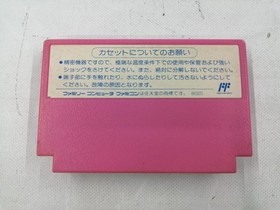 カセットについてのお願い
●精密機器ですので、極端な温度条件下での使用や保管および強い
ショックをさけてください。また、絶対に分解しないでください。
●端子部に手を触れたり、水にぬらしたりして汚さないようにして
ください。故障の原因となります。
ファミリーコンピュータ ファミコンは任天堂の商標です。